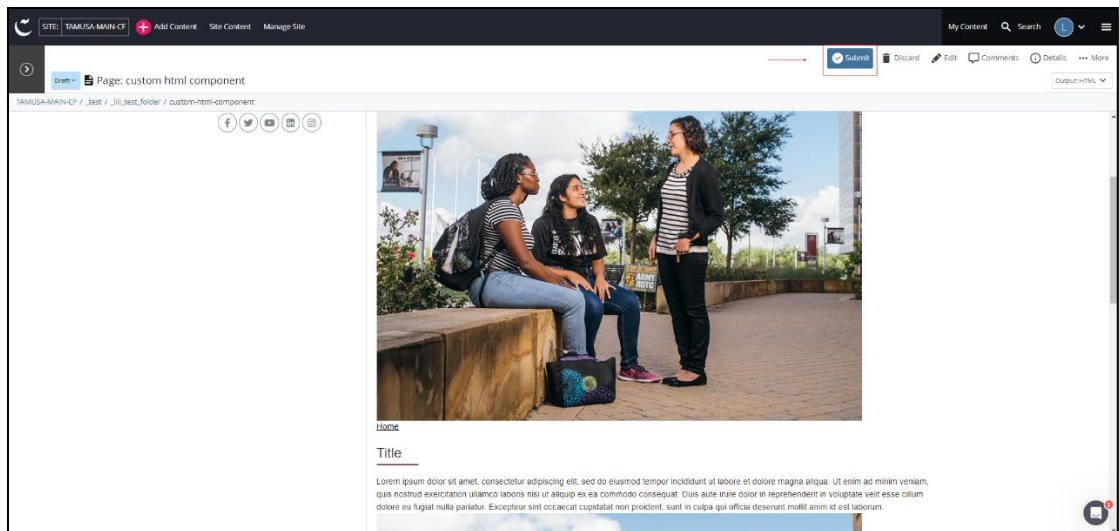 SITE: TAMUSA-MAIN-CF Add Content Site Content Manage Site My Content Search L
Submit Discard Edit Comments Details More
Draft Page: custom html component Output: HTML
TAMUSA-MAIN-CF / _test / _lili_test_folder / custom-html-component
ARMY
ROTC
Home
Title
Lorem ipsum dolor sit amet, consectetur adipiscing elit, sed do eiusmod tempor incididunt ut labore et dolore magna aliqua. Ut enim ad minim veniam,
quis nostrud exercitation ullamco laboris nisi ut aliquip ex ea commodo consequat. Duis aute irure dolor in reprehenderit in voluptate velit esse cillum
dolore eu fugiat nulla pariatur. Excepteur sint occaecat cupidatat non proident, sunt in culpa qui officia deserunt mollit anim id est laborum.